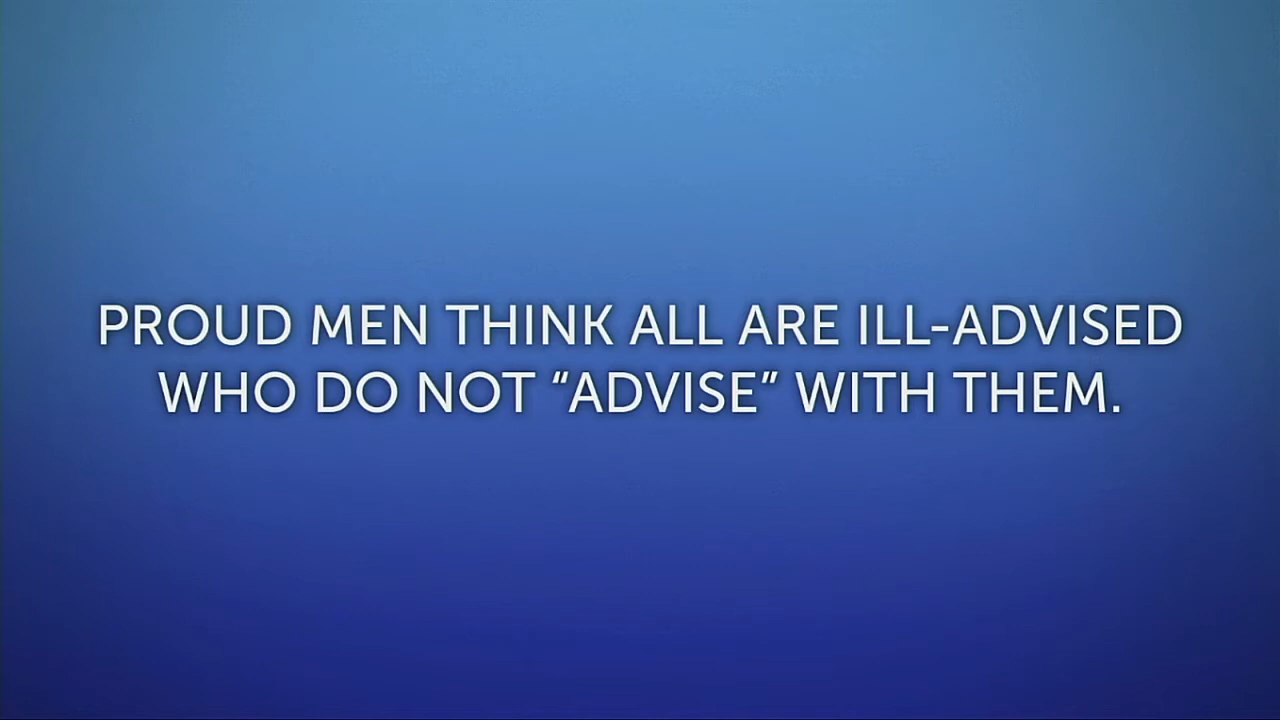 PROUD MEN THINK ALL ARE ILL-ADVISED
WHO DO NOT “ADVISE” WITH THEM.